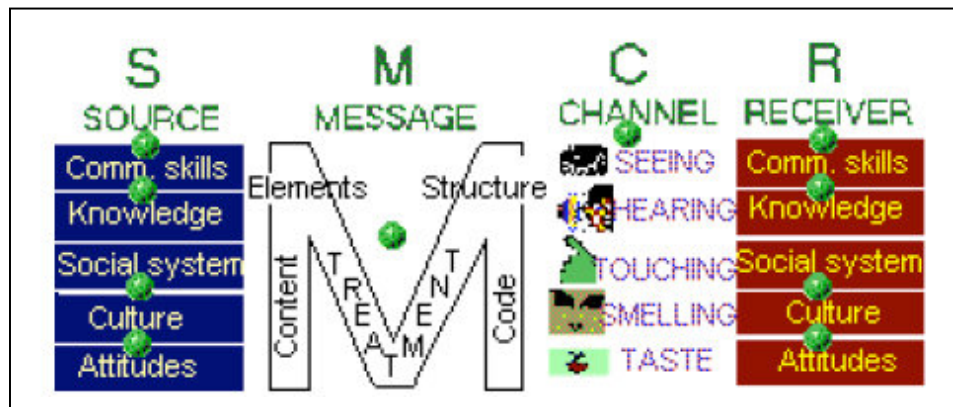 S M C R
SOURCE MESSAGE CHANNEL RECEIVER
Comm. skills
Knowledge
Social system
Culture
Attitudes
Elements Structure
Content
TREATMENT
Code
SEEING
HEARING
TOUCHING
SMELLING
TASTE
Comm. skills
Knowledge
Social system
Culture
Attitudes